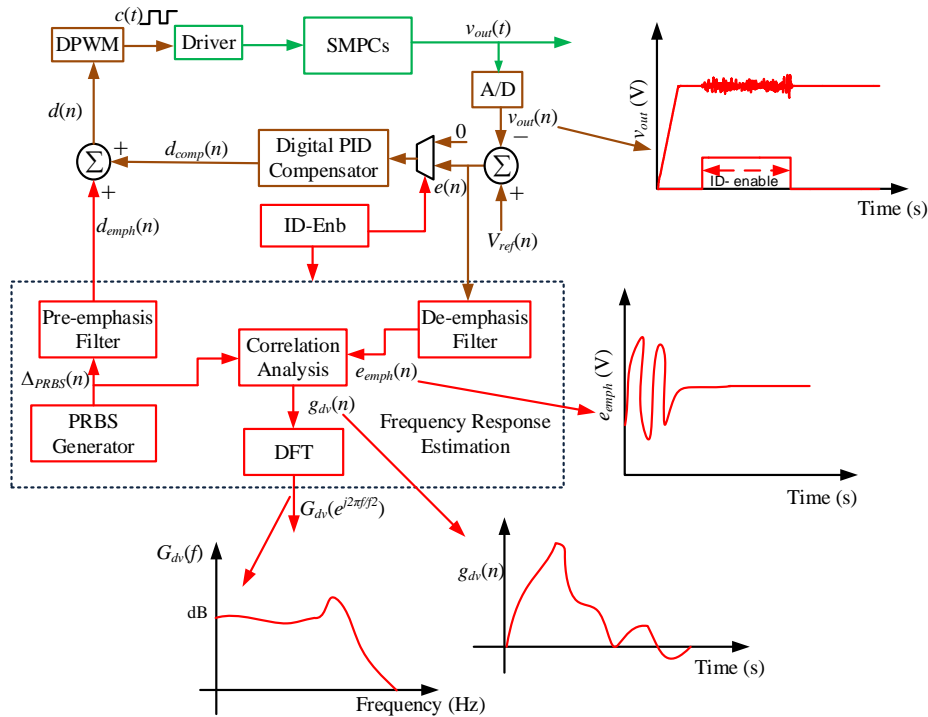 c(t)
DPWM
Driver
SMPCs
v_out(t)
A/D
v_out(n)
d(n)
0
−
Digital PID
Compensator
d_comp(n)
+
Σ
+
e(n)
Σ
+
V_ref(n)
d_emph(n)
ID-Enb
v_out (V)
ID- enable
Time (s)
Pre-emphasis
Filter
De-emphasis
Filter
Correlation
Analysis
Δ_PRBS(n)
e_emph(n)
PRBS
Generator
g_dv(n)
DFT
Frequency Response
Estimation
e_emph (V)
Time (s)
G_dv(e^{j2πf/f2})
G_dv(f)
dB
Frequency (Hz)
g_dv(n)
Time (s)